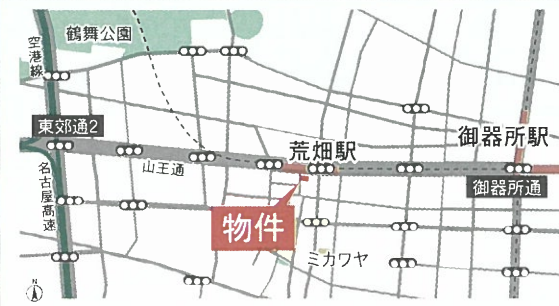 鶴舞公園
空港線
東郊通2
荒畑駅
御器所駅
山王通
御器所通
名古屋高速
物件
ミカワヤ
N